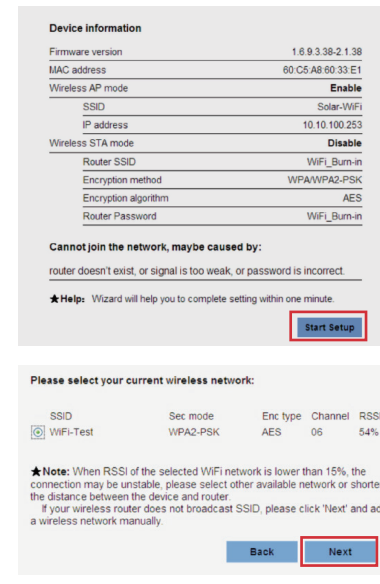 Device information
Firmware version 1.6.9.3.38-2.1.38
MAC address 60:C5:A8:60:33:E1
Wireless AP mode Enable
SSID Solar-WiFi
IP address 10.10.100.253
Wireless STA mode Disable
Router SSID WiFi_Burn-in
Encryption method WPA/WPA2-PSK
Encryption algorithm AES
Router Password WiFi_Burn-in
Cannot join the network, maybe caused by:
router doesn't exist, or signal is too weak, or password is incorrect.
★Help: Wizard will help you to complete setting within one minute.
Start Setup
Please select your current wireless network:
SSID Sec mode Enc type Channel RSSI
WiFi-Test WPA2-PSK AES 06 54%
★Note: When RSSI of the selected WiFi network is lower than 15%, the
connection may be unstable, please select other available network or shorte
the distance between the device and router.
If your wireless router does not broadcast SSID, please click 'Next' and ad
a wireless network manually.
Back Next